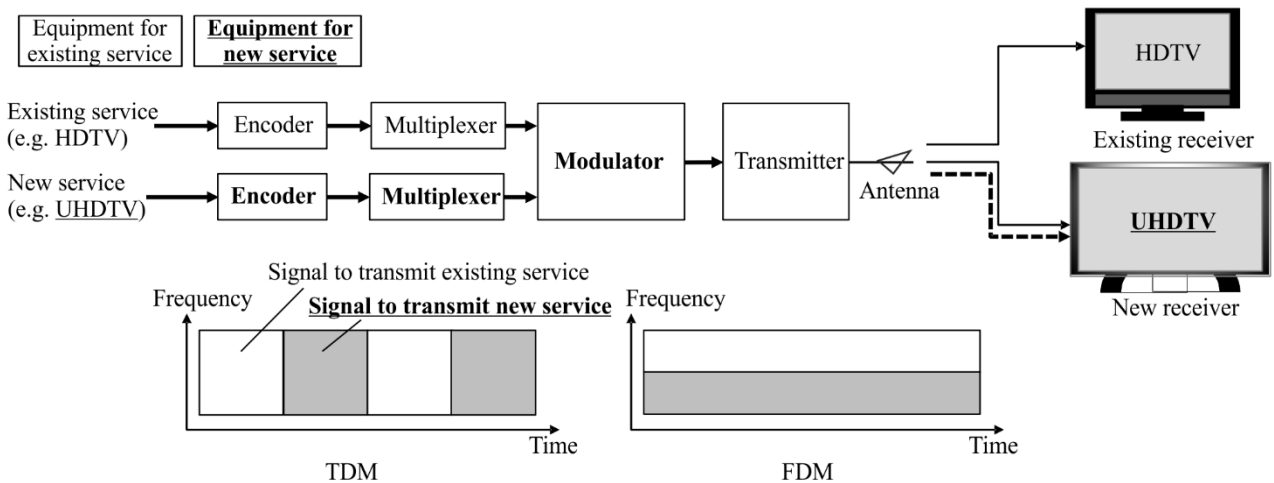 Equipment for
existing service
Equipment for
new service
HDTV
Existing receiver
Existing service
(e.g. HDTV)
Encoder
Multiplexer
Modulator
Transmitter
Antenna
New service
(e.g. UHDTV)
Encoder
Multiplexer
UHDTV
New receiver
Signal to transmit existing service
Signal to transmit new service
Frequency
Time
TDM
Frequency
Time
FDM